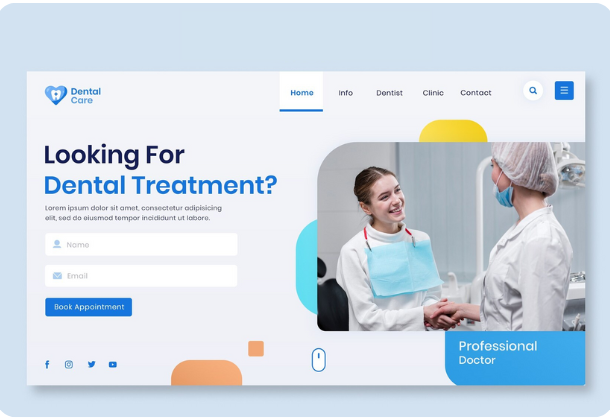 Dental
Care
Home Info Dentist Clinic Contact
Looking For
Dental Treatment?
Lorem ipsum dolor sit amet, consectetur adipisicing
elit, sed do eiusmod tempor incididunt ut labore.
Name
Email
Book Appointment
Professional
Doctor